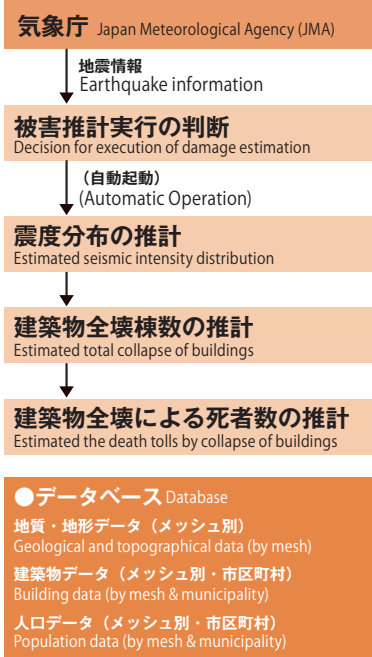 気象庁 Japan Meteorological Agency (JMA)
地震情報
Earthquake information
被害推計実行の判断
Decision for execution of damage estimation
（自動起動）
(Automatic Operation)
震度分布の推計
Estimated seismic intensity distribution
建築物全壊棟数の推計
Estimated total collapse of buildings
建築物全壊による死者数の推計
Estimated the death tolls by collapse of buildings
●データベース Database
地質・地形データ（メッシュ別）
Geological and topographical data (by mesh)
建築物データ（メッシュ別・市区町村）
Building data (by mesh & municipality)
人口データ（メッシュ別・市区町村）
Population data (by mesh & municipality)